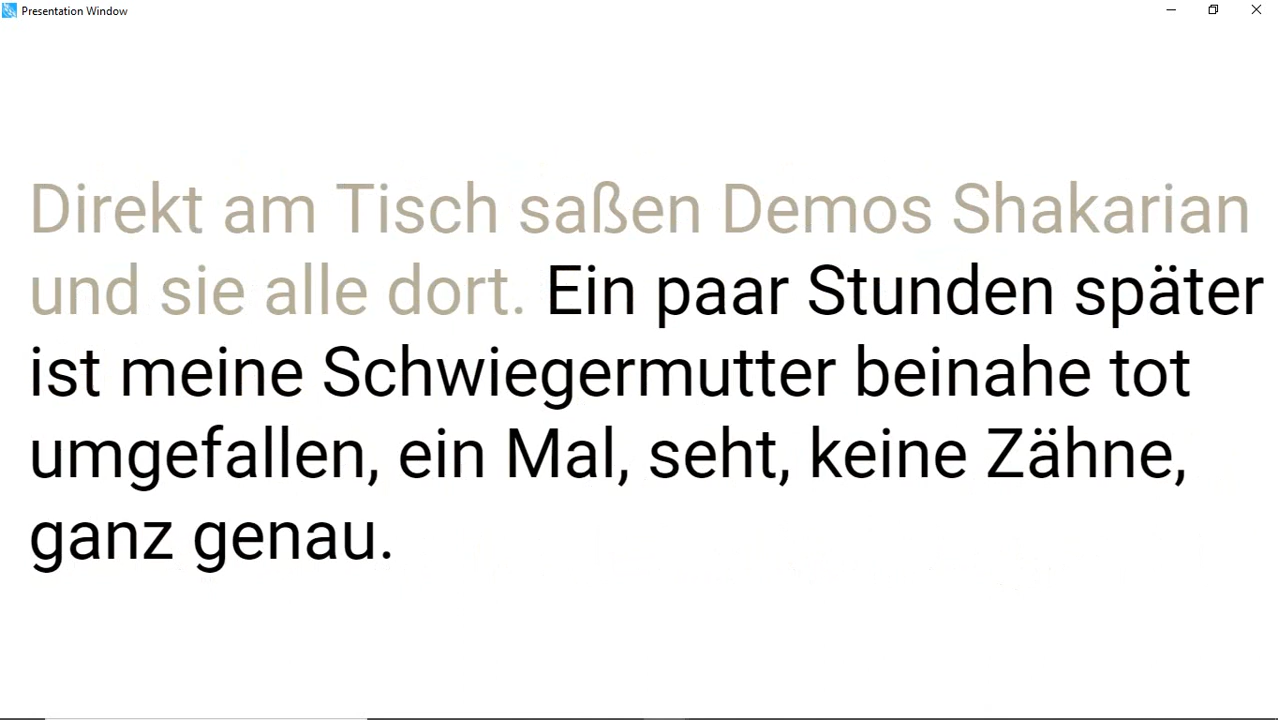 Presentation Window
Direkt am Tisch saßen Demos Shakarian
und sie alle dort. Ein paar Stunden später
ist meine Schwiegermutter beinahe tot
umgefallen, ein Mal, seht, keine Zähne,
ganz genau.